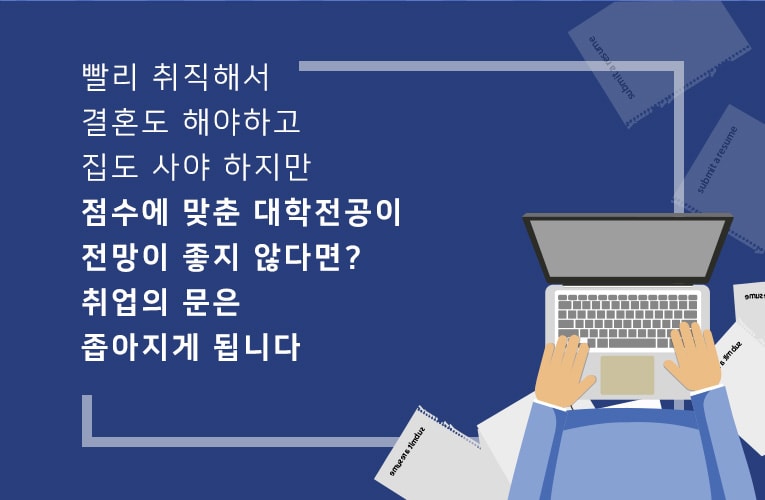 빨리 취직해서
결혼도 해야하고
집도 사야 하지만
점수에 맞춘 대학전공이
전망이 좋지 않다면?
취업의 문은
좁아지게 됩니다
submit a resume
submit a resume
esume
submit a
submit a resume